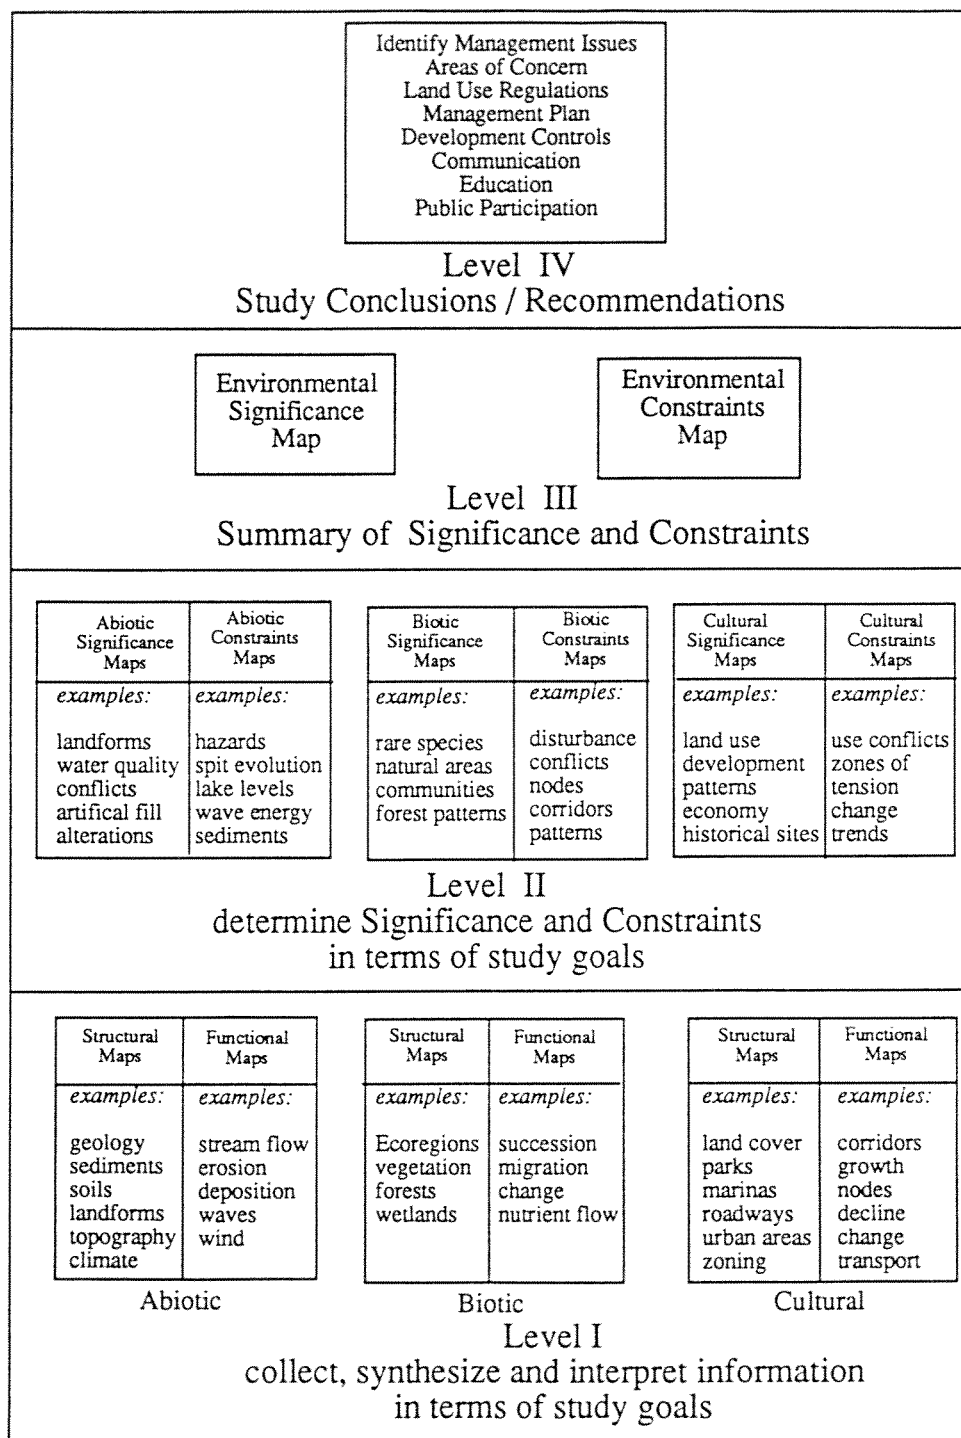 Identify Management Issues
Areas of Concern
Land Use Regulations
Management Plan
Development Controls
Communication
Education
Public Participation
Level IV
Study Conclusions / Recommendations
Environmental
Significance
Map
Environmental
Constraints
Map
Level III
Summary of Significance and Constraints
Abiotic
Significance
Maps
examples:
landforms
water quality
conflicts
artifical fill
alterations
Abiotic
Constraints
Maps
examples:
hazards
spit evolution
lake levels
wave energy
sediments
Biotic
Significance
Maps
examples:
rare species
natural areas
communities
forest patterns
Biotic
Constraints
Maps
examples:
disturbance
conflicts
nodes
corridors
patterns
Cultural
Significance
Maps
examples:
land use
development
patterns
economy
historical sites
Cultural
Constraints
Maps
examples:
use conflicts
zones of
tension
change
trends
Level II
determine Significance and Constraints
in terms of study goals
Structural
Maps
examples:
geology
sediments
soils
landforms
topography
climate
Functional
Maps
examples:
stream flow
erosion
deposition
waves
wind
Abiotic
Structural
Maps
examples:
Ecoregions
vegetation
forests
wetlands
Functional
Maps
examples:
succession
migration
change
nutrient flow
Biotic
Structural
Maps
examples:
land cover
parks
marinas
roadways
urban areas
zoning
Functional
Maps
examples:
corridors
growth
nodes
decline
change
transport
Cultural
Level I
collect, synthesize and interpret information
in terms of study goals